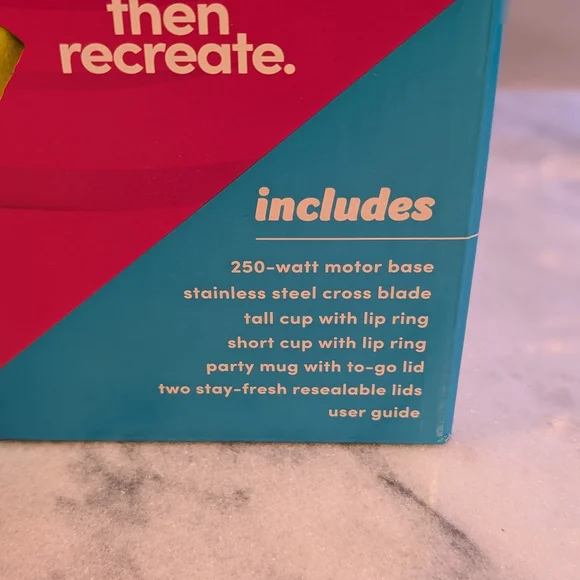 then
recreate.
includes
250-watt motor base
stainless steel cross blade
tall cup with lip ring
short cup with lip ring
party mug with to-go lid
two stay-fresh resealable lids
user guide